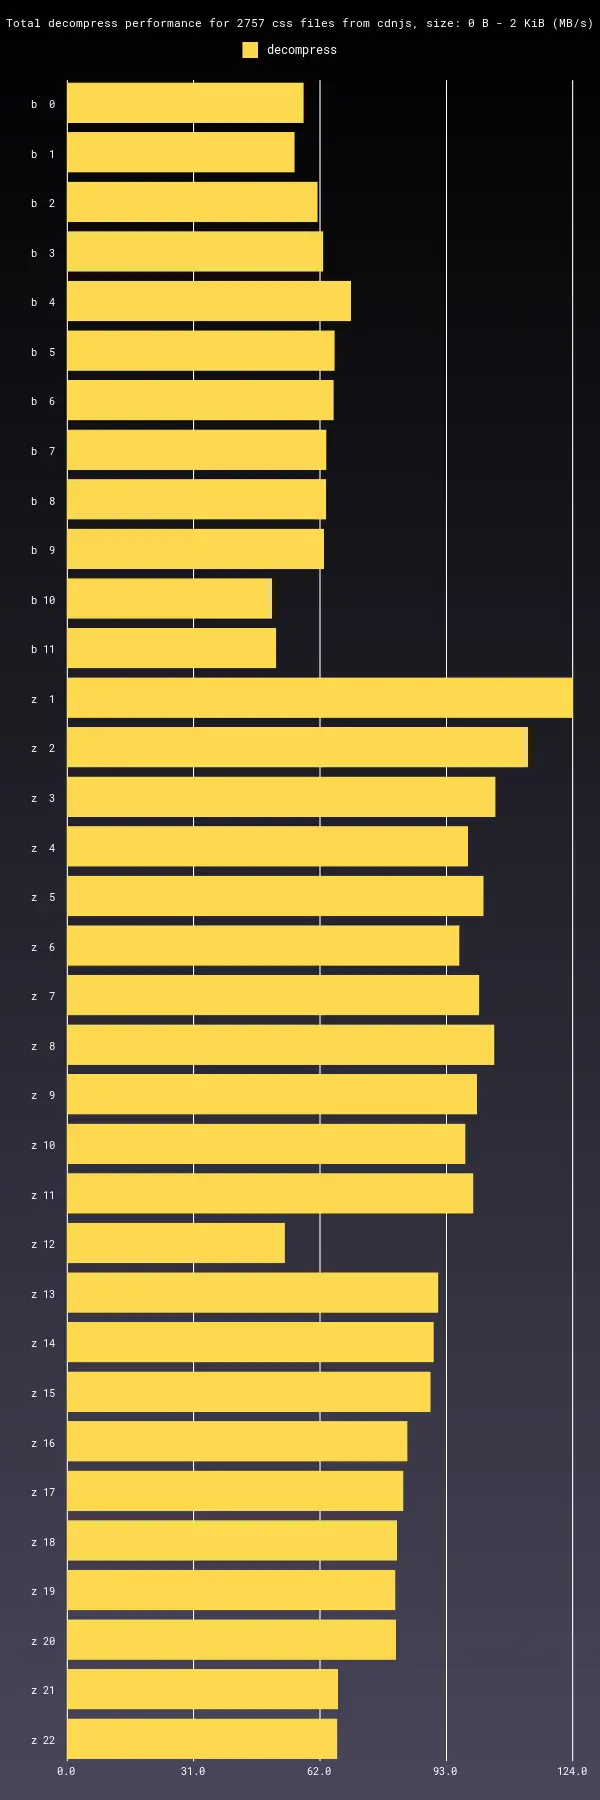 Total decompress performance for 2757 css files from cdnjs, size: 0 B - 2 KiB (MB/s)
decompress
b  0
b  1
b  2
b  3
b  4
b  5
b  6
b  7
b  8
b  9
b 10
b 11
z  1
z  2
z  3
z  4
z  5
z  6
z  7
z  8
z  9
z 10
z 11
z 12
z 13
z 14
z 15
z 16
z 17
z 18
z 19
z 20
z 21
z 22
0.0 31.0 62.0 93.0 124.0